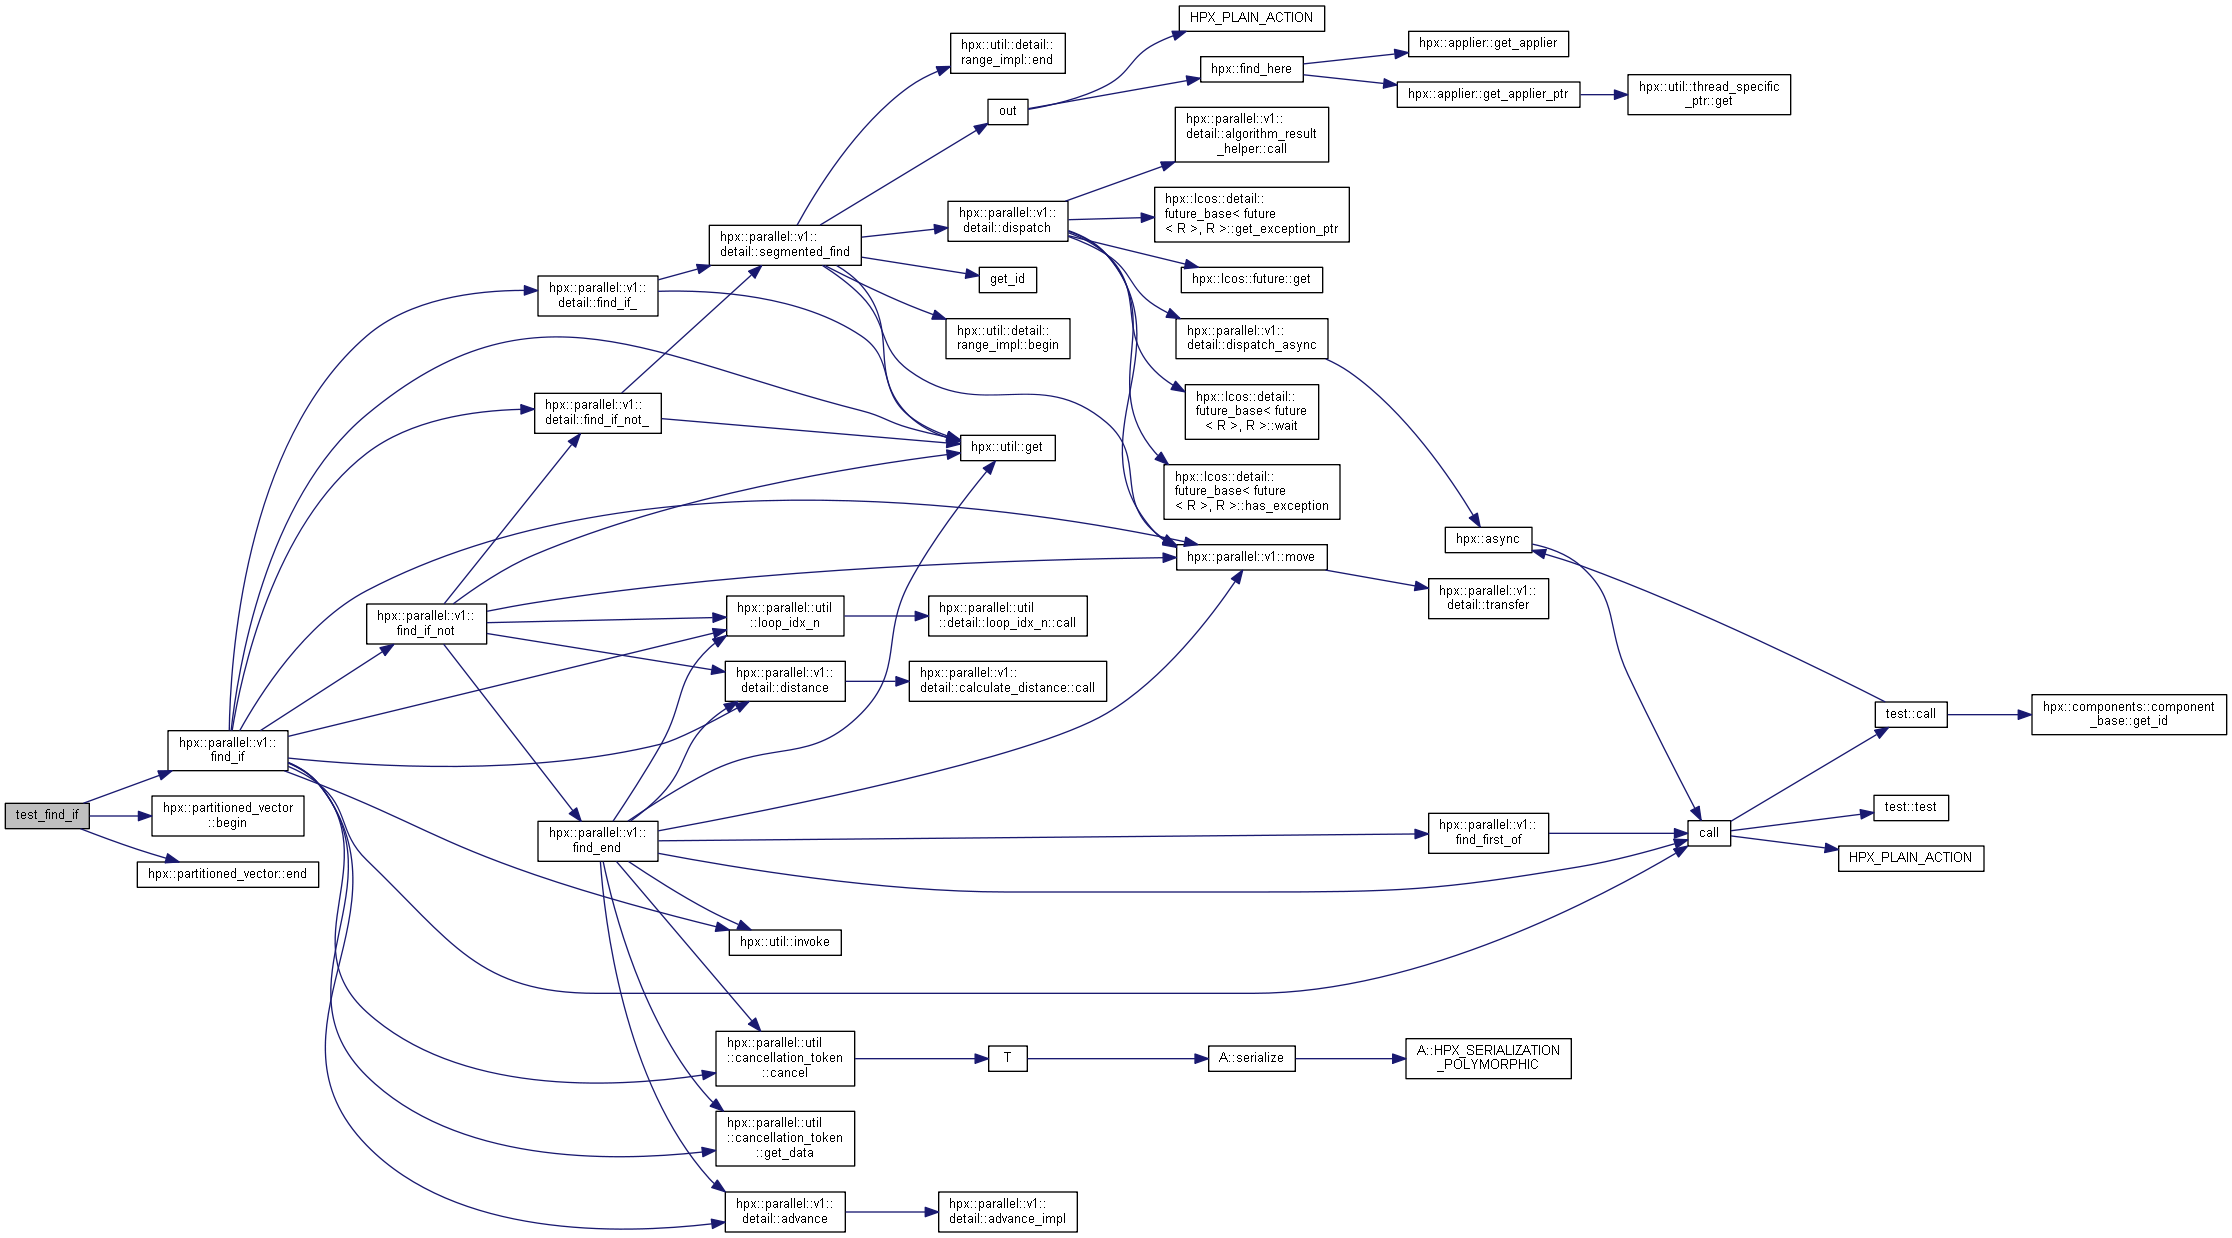 test_find_if
hpx::parallel::v1::
find_if
hpx::partitioned_vector
::begin
hpx::partitioned_vector::end
hpx::parallel::v1::
find_if_not
hpx::parallel::v1::
detail::find_if_
hpx::parallel::v1::
detail::find_if_not_
hpx::parallel::v1::
find_end
hpx::parallel::v1::
detail::segmented_find
hpx::parallel::util
::loop_idx_n
hpx::parallel::v1::
detail::distance
hpx::util::invoke
hpx::parallel::util
::cancellation_token
::cancel
hpx::parallel::util
::cancellation_token
::get_data
hpx::parallel::v1::
detail::advance
hpx::util::detail::
range_impl::end
out
hpx::parallel::v1::
detail::dispatch
get_id
hpx::util::detail::
range_impl::begin
hpx::util::get
hpx::parallel::util
::detail::loop_idx_n::call
hpx::parallel::v1::
detail::calculate_distance::call
T
hpx::parallel::v1::
detail::advance_impl
HPX_PLAIN_ACTION
hpx::find_here
hpx::parallel::v1::
detail::algorithm_result
_helper::call
hpx::lcos::detail::
future_base< future
< R >, R >::get_exception_ptr
hpx::lcos::future::get
hpx::parallel::v1::
detail::dispatch_async
hpx::lcos::detail::
future_base< future
< R >, R >::wait
hpx::lcos::detail::
future_base< future
< R >, R >::has_exception
hpx::parallel::v1::move
A::serialize
hpx::applier::get_applier
hpx::applier::get_applier_ptr
hpx::async
hpx::parallel::v1::
detail::transfer
hpx::parallel::v1::
find_first_of
A::HPX_SERIALIZATION
_POLYMORPHIC
hpx::util::thread_specific
_ptr::get
call
test::call
test::test
HPX_PLAIN_ACTION
hpx::components::component
_base::get_id